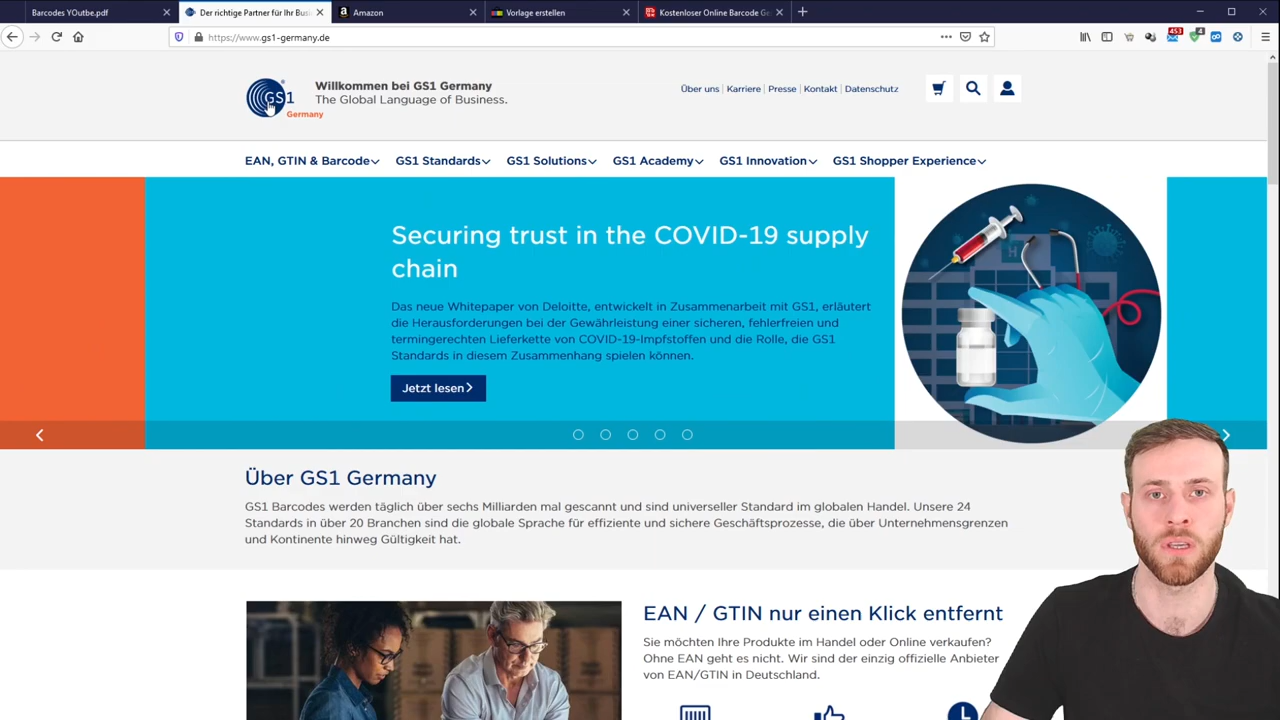 Barcodes YOutbe.pdf
Der richtige Partner für Ihr Busi
Amazon
Vorlage erstellen
Kostenloser Online Barcode Ge
https://www.gs1-germany.de
453
4
GS1
Germany
Willkommen bei GS1 Germany
The Global Language of Business.
Über uns | Karriere | Presse | Kontakt | Datenschutz
EAN, GTIN & Barcode
GS1 Standards
GS1 Solutions
GS1 Academy
GS1 Innovation
GS1 Shopper Experience
Securing trust in the COVID-19 supply
chain
Das neue Whitepaper von Deloitte, entwickelt in Zusammenarbeit mit GS1, erläutert
die Herausforderungen bei der Gewährleistung einer sicheren, fehlerfreien und
termingerechten Lieferkette von COVID-19-Impfstoffen und die Rolle, die GS1
Standards in diesem Zusammenhang spielen können.
Jetzt lesen
H
Über GS1 Germany
GS1 Barcodes werden täglich über sechs Milliarden mal gescannt und sind universeller Standard im globalen Handel. Unsere 24
Standards in über 20 Branchen sind die globale Sprache für effiziente und sichere Geschäftsprozesse, die über Unternehmensgrenzen
und Kontinente hinweg Gültigkeit hat.
EAN / GTIN nur einen Klick entfernt
Sie möchten Ihre Produkte im Handel oder Online verkaufen?
Ohne EAN geht es nicht. Wir sind der einzig offizielle Anbieter
von EAN/GTIN in Deutschland.